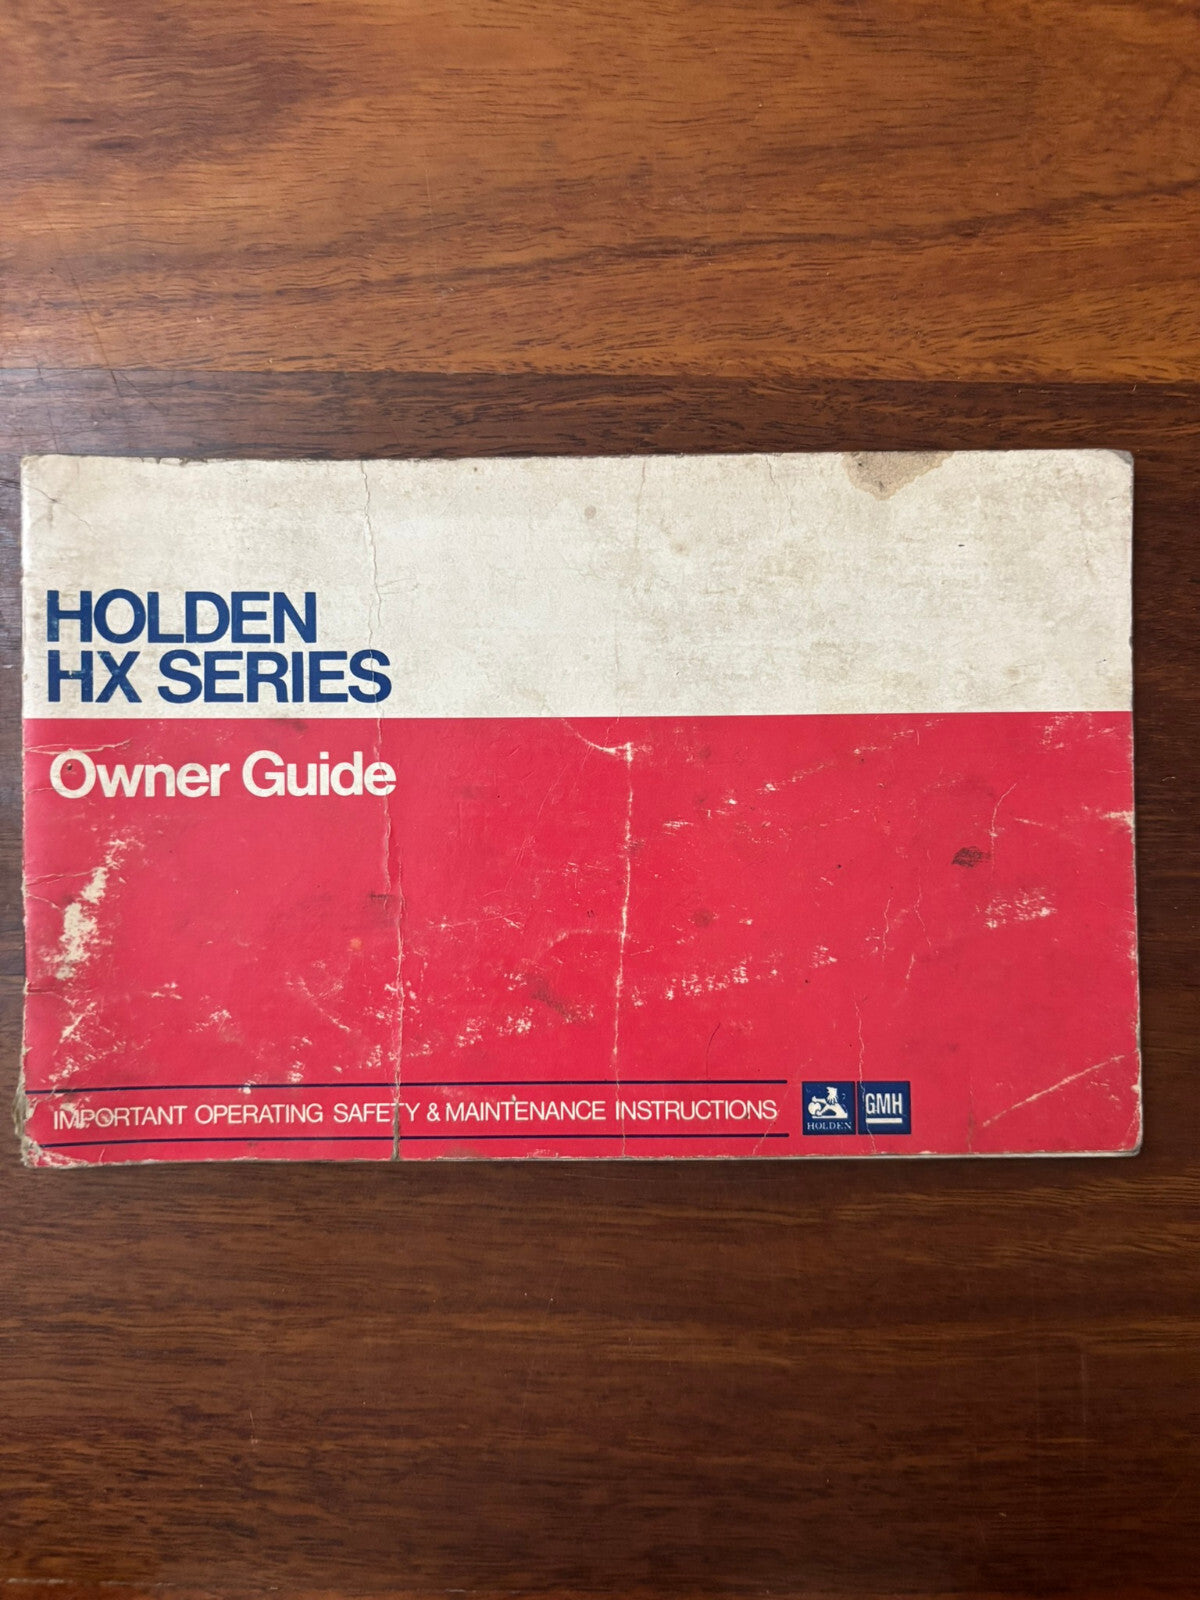 HOLDEN
HX SERIES
Owner Guide
IMPORTANT OPERATING SAFETY & MAINTENANCE INSTRUCTIONS
HOLDEN
GMH